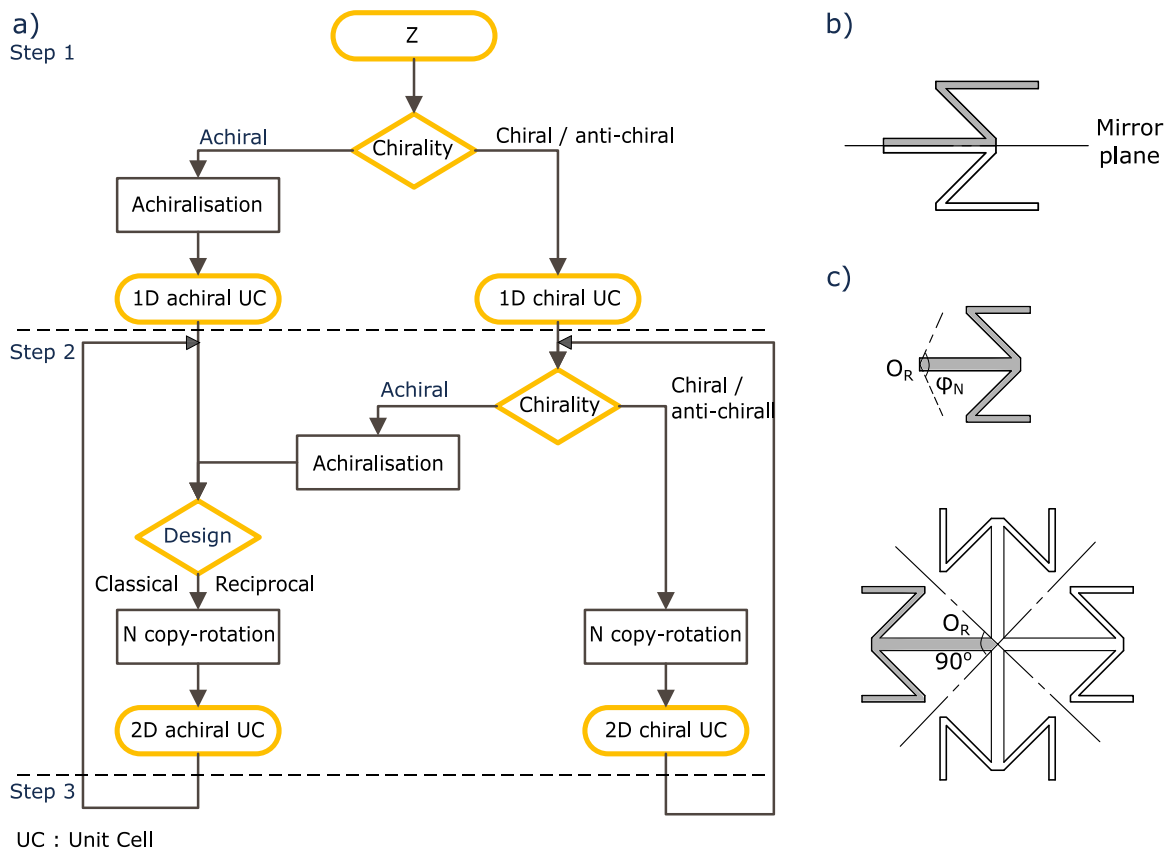 a)
Step 1
Z
Chirality
Achiral
Chiral / anti-chiral
Achiralisation
1D achiral UC
1D chiral UC
Step 2
Chirality
Achiral
Chiral /
anti-chirall
Achiralisation
Design
Classical
Reciprocal
N copy-rotation
N copy-rotation
2D achiral UC
2D chiral UC
Step 3
UC : Unit Cell
b)
Mirror
plane
c)
O_R
φ_N
O_R
90°